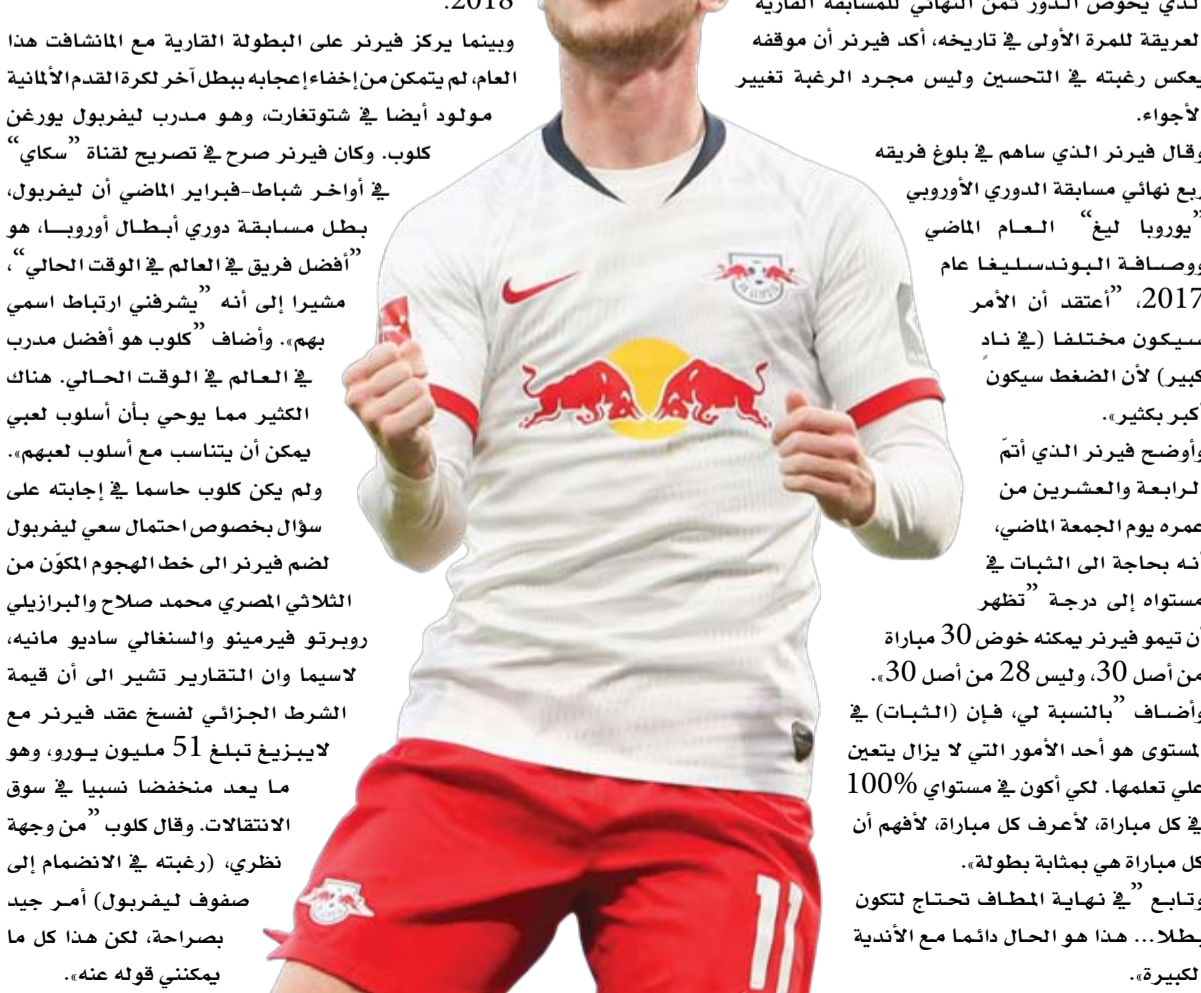 الذي يخوض الدور ثمن النهائي للمسابقة القارية
العريقة للمرة الأولى في تاريخه، أكد فيرنر أن موقفه
يعكس رغبته في التحسين وليس مجرد الرغبة تغيير
الأجواء.
وقال فيرنر الذي ساهم في بلوغ فريقه
ربع نهائي مسابقة الدوري الأوروبي
”يوروبا ليغ“ العام الماضي
ووصافة البوندسليغا عام
2017، ”أعتقد أن الأمر
سيكون مختلفا (في نادٍ
كبير) لأن الضغط سيكون
أكبر بكثير».
وأوضح فيرنر الذي أتمّ
الرابعة والعشرين من
عمره يوم الجمعة الماضي،
أنه بحاجة الى الثبات في
مستواه إلى درجة ”تظهر
أن تيمو فيرنر يمكنه خوض 30 مباراة
من أصل 30، وليس 28 من أصل 30».
وأضاف ”بالنسبة لي، فإن (الثبات) في
المستوى هو أحد الأمور التي لا يزال يتعين
علي تعلمها. لكي أكون في مستواي 100%
في كل مباراة، لأعرف كل مباراة، لأفهم أن
كل مباراة هي بمثابة بطولة».
وتابع ”في نهاية المطاف تحتاج لتكون
بطلا... هذا هو الحال دائما مع الأندية
الكبيرة».
2018.
وبينما يركز فيرنر على البطولة القارية مع المانشافت هذا
العام، لم يتمكن من إخفاء إعجابه ببطل آخر لكرة القدم الألمانية
مولود أيضا في شتوتغارت، وهو مدرب ليفربول يورغن
كلوب. وكان فيرنر صرح في تصريح لقناة ”سكاي“
في أواخر شباط-فبراير الماضي أن ليفربول،
بطل مسابقة دوري أبطال أوروبا، هو
”أفضل فريق في العالم في الوقت الحالي“،
مشيرا إلى أنه ”يشرفني ارتباط اسمي
بهم». وأضاف ”كلوب هو أفضل مدرب
في العالم في الوقت الحالي. هناك
الكثير مما يوحي بأن أسلوب لعبي
يمكن أن يتناسب مع أسلوب لعبهم».
ولم يكن كلوب حاسما في إجابته على
سؤال بخصوص احتمال سعي ليفربول
لضم فيرنر الى خط الهجوم المكوّن من
الثلاثي المصري محمد صلاح والبرازيلي
روبرتو فيرمينو والسنغالي ساديو مانيه،
لاسيما وان التقارير تشير الى أن قيمة
الشرط الجزائي لفسخ عقد فيرنر مع
لايبزيغ تبلغ 51 مليون يورو، وهو
ما يعد منخفضا نسبيا في سوق
الانتقالات. وقال كلوب ”من وجهة
نظري، (رغبته في الانضمام إلى
صفوف ليفربول) أمر جيد
بصراحة، لكن هذا كل ما
يمكنني قوله عنه».
11